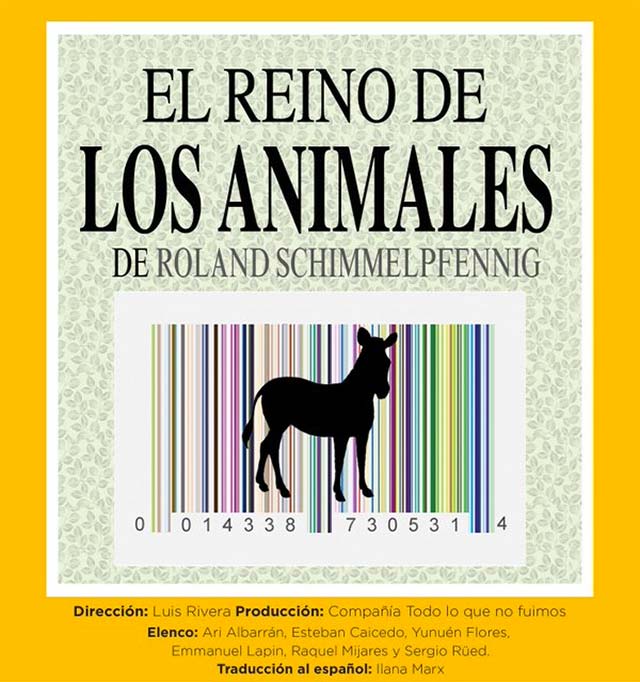 EL REINO DE
LOS ANIMALES
DE ROLAND SCHIMMELPFENNIG
0 014338 730531 4
Dirección: Luis Rivera Producción: Compañía Todo lo que no fuimos
Elenco: Ari Albarrán, Esteban Caicedo, Yunuén Flores,
Emmanuel Lapin, Raquel Mijares y Sergio Rüed.
Traducción al español: Ilana Marx